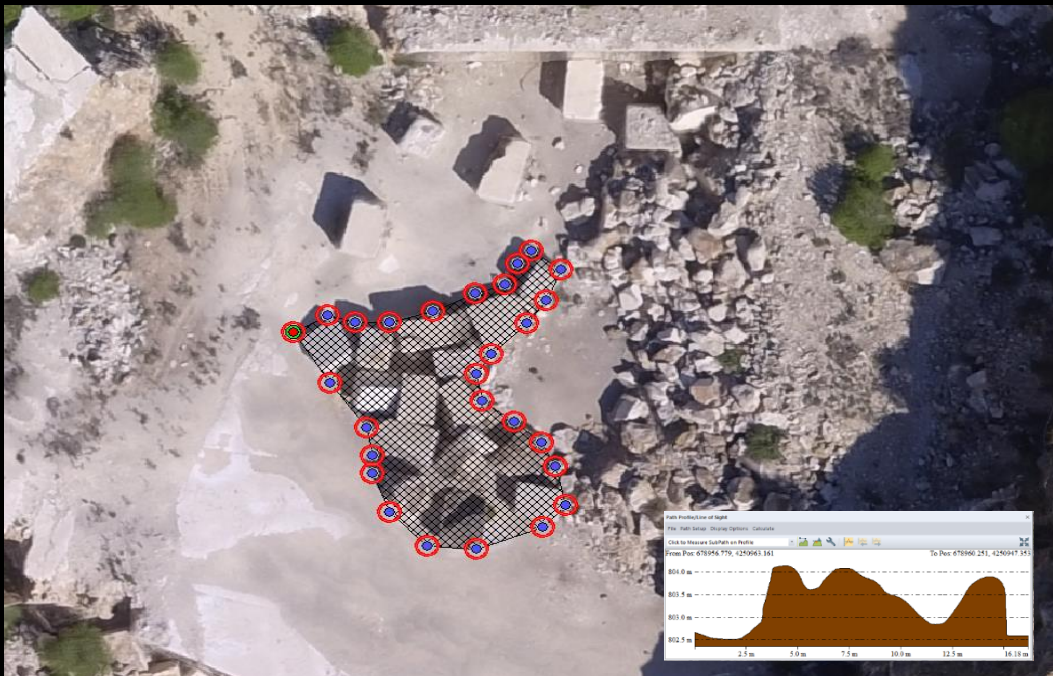 Path Profile/Line of Sight
File Path Setup Display Options Calculate
Click to Measure SubPath on Profile
From Pos: 678956.779, 4250963.161 To Pos: 678960.251, 4250947.353
804.0 m
803.5 m
803.0 m
802.5 m
2.5 m 5.0 m 7.5 m 10.0 m 12.5 m 16.18 m